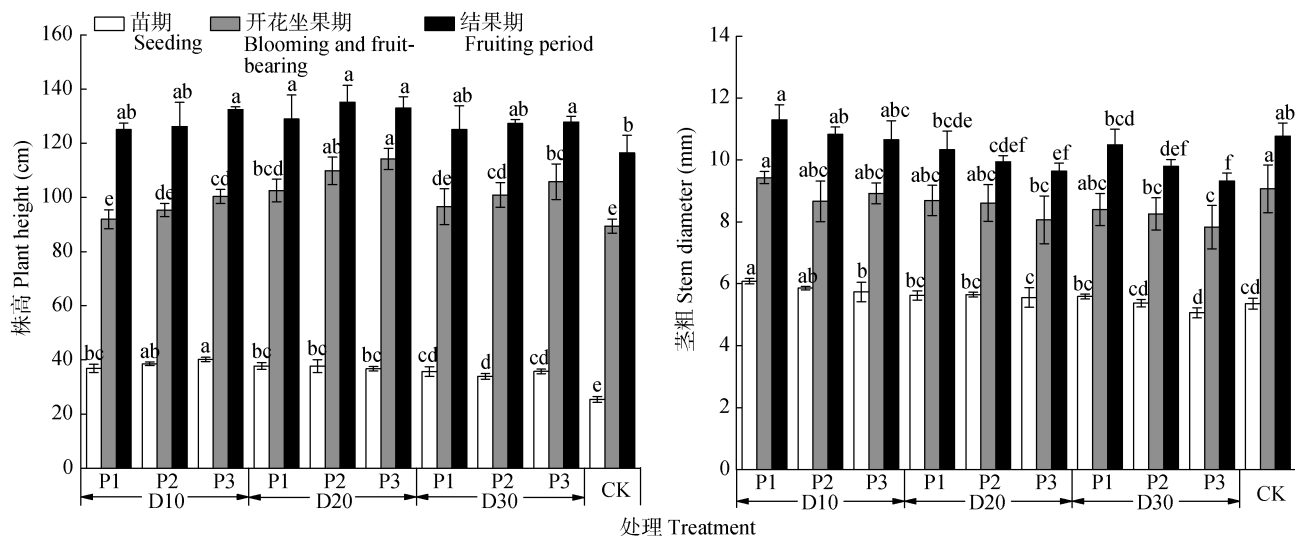 苗期 开花坐果期 结果期
Seeding Blooming and fruit-bearing Fruiting period
株高 Plant height (cm)
160
140
120
100
80
60
40
20
0
ab ab a a a a ab ab a b
e de cd bcd ab a de cd bc e
bc ab a bc bc bc cd d cd e
P1 P2 P3 P1 P2 P3 P1 P2 P3 CK
D10 D20 D30
茎粗 Stem diameter (mm)
14
12
10
8
6
4
2
0
a ab abc bcde cdef ef bcd def f ab
a abc abc abc abc bc abc bc c a
a ab b bc bc c bc cd d cd
P1 P2 P3 P1 P2 P3 P1 P2 P3 CK
D10 D20 D30
处理 Treatment